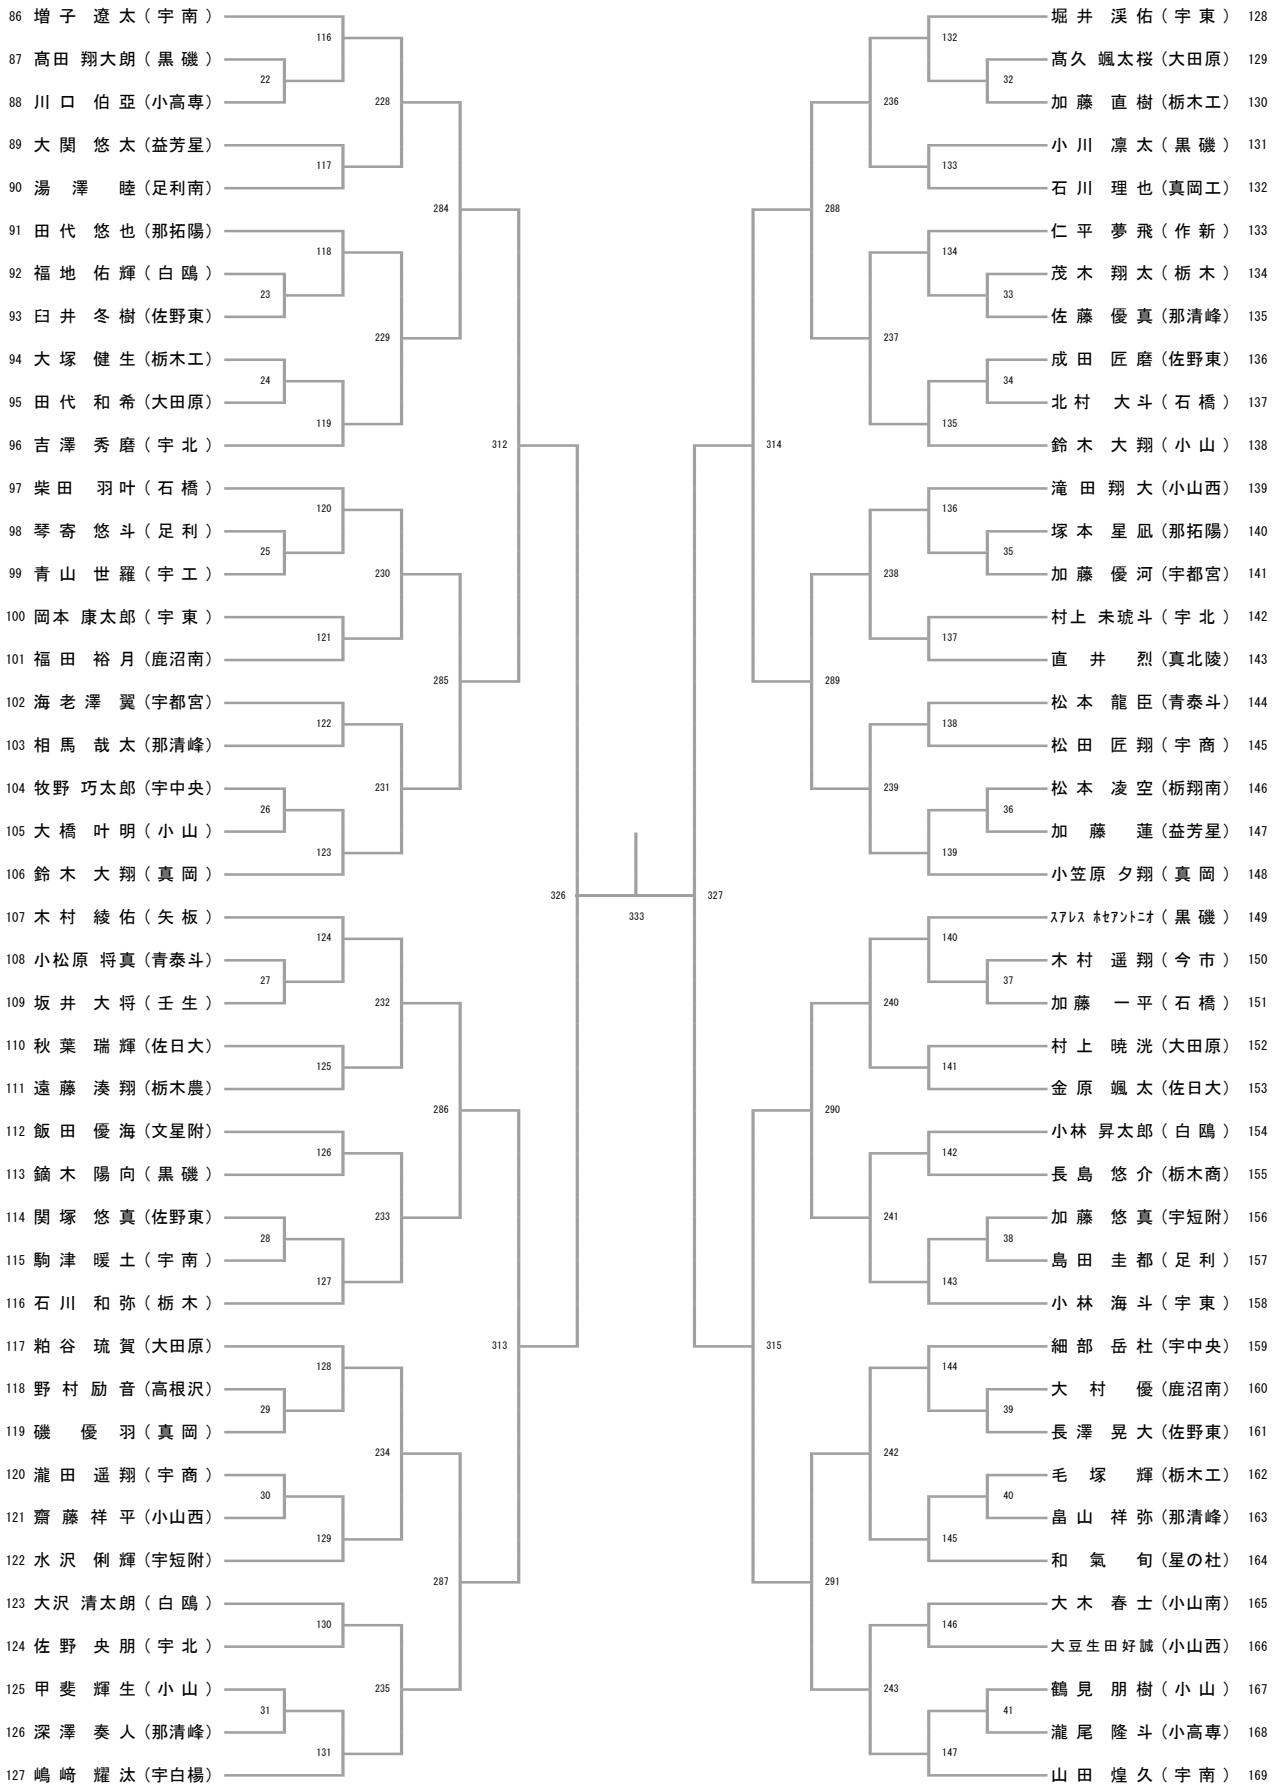 86 増子 遼太(宇南)
87 髙田 翔大朗(黒磯)
88 川口 伯亞(小高専)
89 大関 悠太(益芳星)
90 湯澤 睦(足利南)
91 田代 悠也(那拓陽)
92 福地 佑輝(白鴎)
93 臼井 冬樹(佐野東)
94 大塚 健生(栃木工)
95 田代 和希(大田原)
96 吉澤 秀磨(宇北)
97 柴田 羽叶(石橋)
98 琴寄 悠斗(足利)
99 青山 世羅(宇工)
100 岡本 康太郎(宇東)
101 福田 裕月(鹿沼南)
102 海老澤 翼(宇都宮)
103 相馬 哉太(那清峰)
104 牧野 巧太郎(宇中央)
105 大橋 叶明(小山)
106 鈴木 大翔(真岡)
107 木村 綾佑(矢板)
108 小松原 将真(青泰斗)
109 坂井 大将(壬生)
110 秋葉 瑞輝(佐日大)
111 遠藤 湊翔(栃木農)
112 飯田 優海(文星附)
113 鏑木 陽向(黒磯)
114 関塚 悠真(佐野東)
115 駒津 暖土(宇南)
116 石川 和弥(栃木)
117 粕谷 琉賀(大田原)
118 野村 励音(高根沢)
119 磯 優羽(真岡)
120 瀧田 遥翔(宇商)
121 齋藤 祥平(小山西)
122 水沢 俐輝(宇短附)
123 大沢 清太朗(白鴎)
124 佐野 央朋(宇北)
125 甲斐 輝生(小山)
126 深澤 奏人(那清峰)
127 嶋﨑 耀汰(宇白楊)
116
22
228
117
284
118
23
229
24
119
312
120
25
230
121
285
122
231
26
123
326
124
27
232
125
286
126
233
28
127
313
128
29
234
30
129
287
130
235
31
131
333
327
132
32
236
133
288
134
33
237
34
135
314
136
35
238
137
289
138
239
36
139
140
37
240
141
290
142
241
38
143
315
144
39
242
40
145
291
146
243
41
147
堀井 渓佑(宇東) 128
髙久 颯太桜(大田原) 129
加藤 直樹(栃木工) 130
小川 凛太(黒磯) 131
石川 理也(真岡工) 132
仁平 夢飛(作新) 133
茂木 翔太(栃木) 134
佐藤 優真(那清峰) 135
成田 匠磨(佐野東) 136
北村 大斗(石橋) 137
鈴木 大翔(小山) 138
滝田 翔大(小山西) 139
塚本 星凪(那拓陽) 140
加藤 優河(宇都宮) 141
村上 未琥斗(宇北) 142
直井 烈(真北陵) 143
松本 龍臣(青泰斗) 144
松田 匠翔(宇商) 145
松本 凌空(栃翔南) 146
加藤 蓮(益芳星) 147
小笠原 夕翔(真岡) 148
スアレス ホセアントニオ(黒磯) 149
木村 遥翔(今市) 150
加藤 一平(石橋) 151
村上 暁洸(大田原) 152
金原 颯太(佐日大) 153
小林 昇太郎(白鴎) 154
長島 悠介(栃木商) 155
加藤 悠真(宇短附) 156
島田 圭都(足利) 157
小林 海斗(宇東) 158
細部 岳杜(宇中央) 159
大村 優(鹿沼南) 160
長澤 晃大(佐野東) 161
毛塚 輝(栃木工) 162
畠山 祥弥(那清峰) 163
和氣 旬(星の杜) 164
大木 春士(小山南) 165
大豆生田好誠(小山西) 166
鶴見 朋樹(小山) 167
瀧尾 隆斗(小高専) 168
山田 煌久(宇南) 169